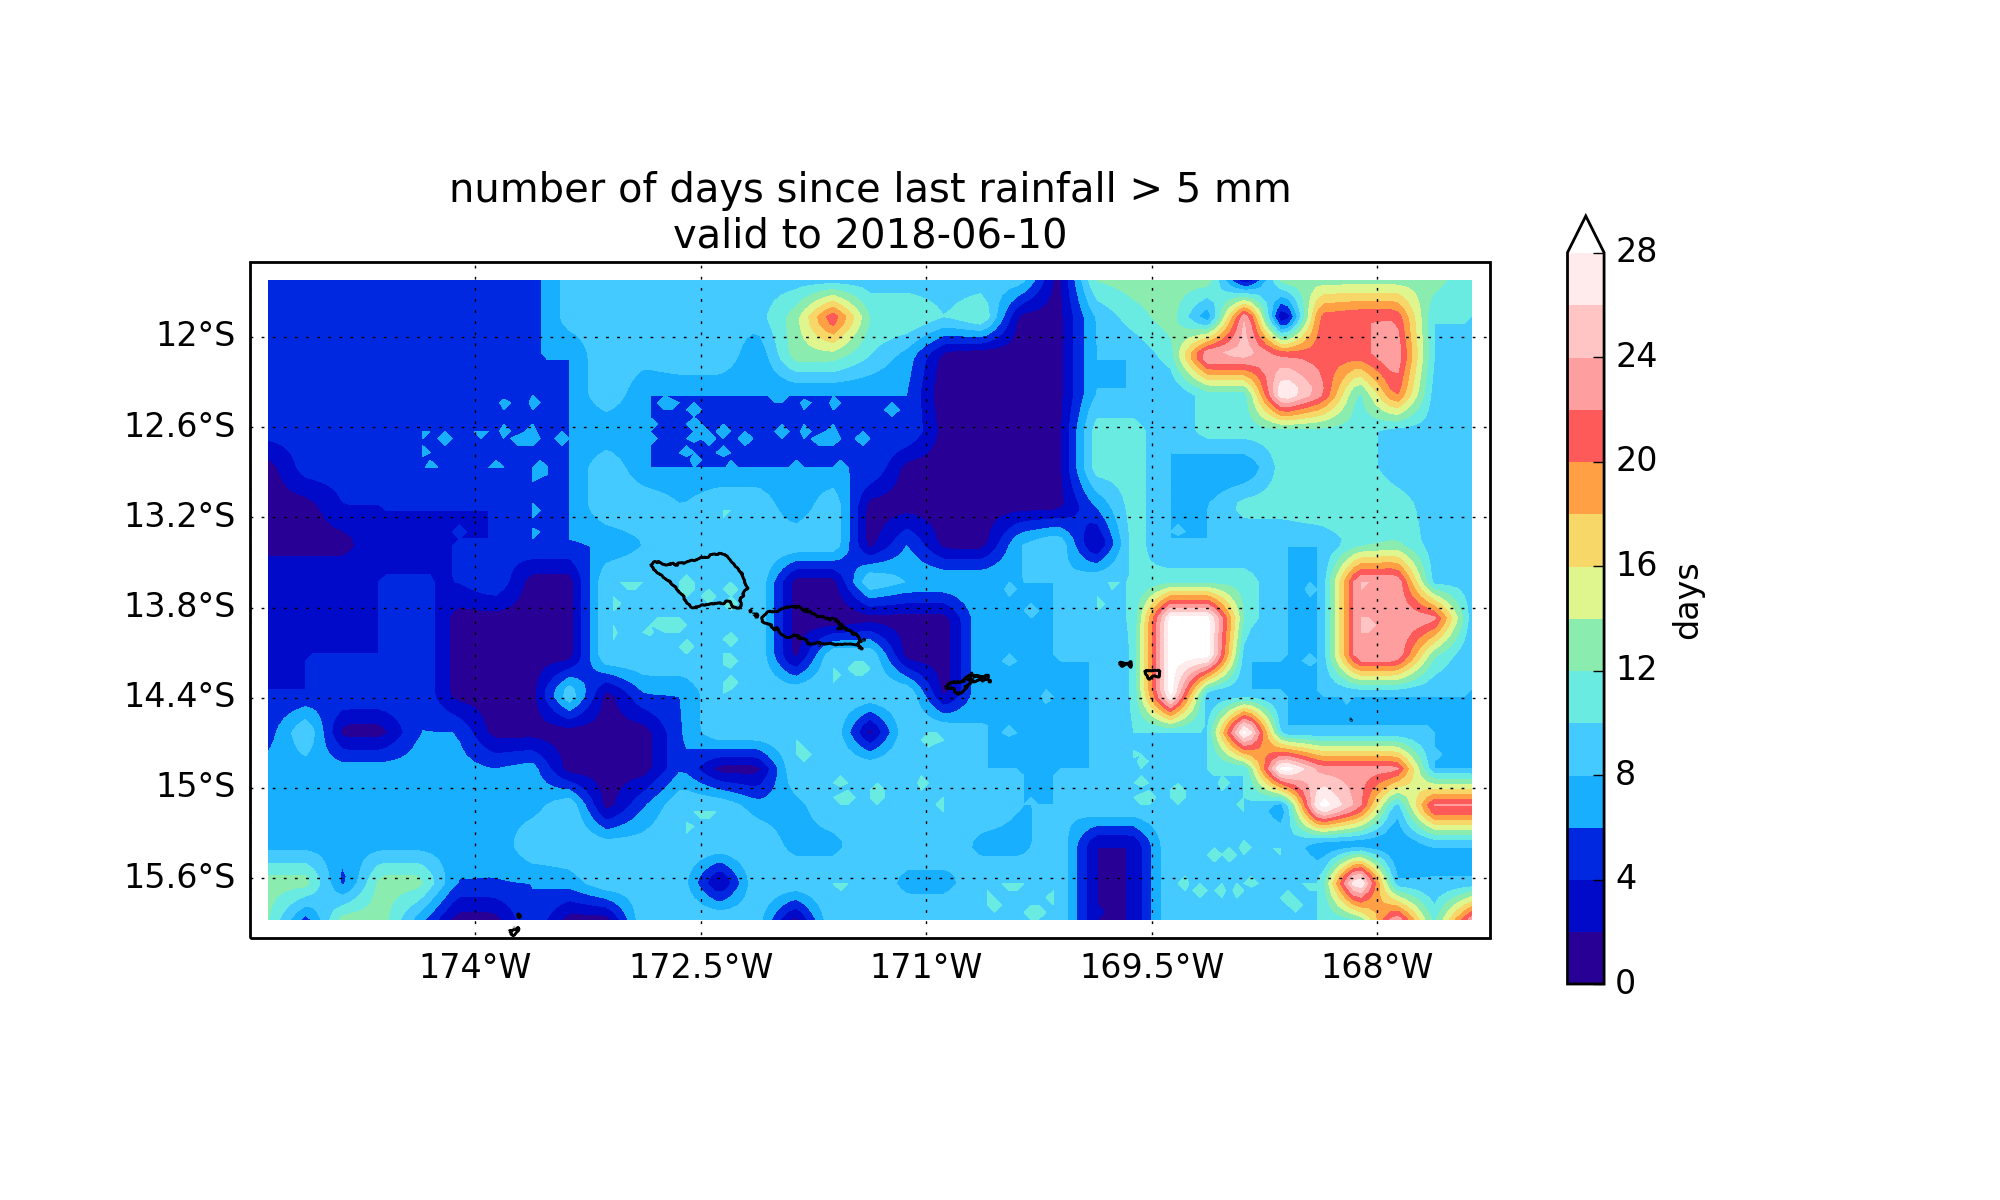 number of days since last rainfall > 5 mm
valid to 2018-06-10
12°S
12.6°S
13.2°S
13.8°S
14.4°S
15°S
15.6°S
174°W
172.5°W
171°W
169.5°W
168°W
28
24
20
16
12
8
4
0
days